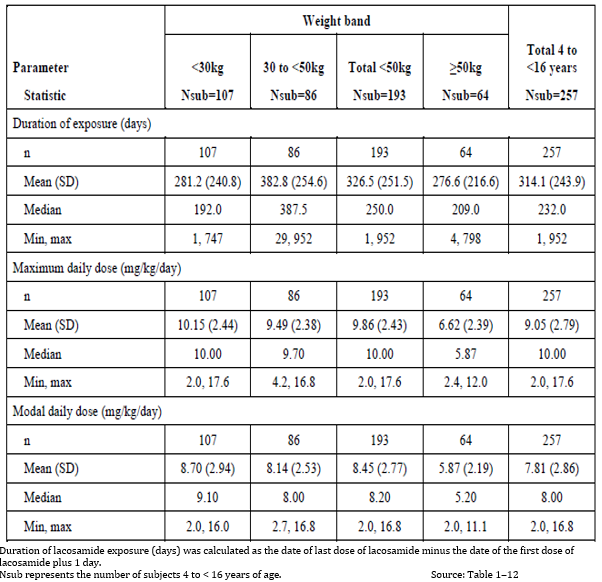 Weight band
Parameter
Statistic
<30kg
Nsub=107
30 to <50kg
Nsub=86
Total <50kg
Nsub=193
≥50kg
Nsub=64
Total 4 to
<16 years
Nsub=257
Duration of exposure (days)
n 107 86 193 64 257
Mean (SD) 281.2 (240.8) 382.8 (254.6) 326.5 (251.5) 276.6 (216.6) 314.1 (243.9)
Median 192.0 387.5 250.0 209.0 232.0
Min, max 1, 747 29, 952 1, 952 4, 798 1, 952
Maximum daily dose (mg/kg/day)
n 107 86 193 64 257
Mean (SD) 10.15 (2.44) 9.49 (2.38) 9.86 (2.43) 6.62 (2.39) 9.05 (2.79)
Median 10.00 9.70 10.00 5.87 10.00
Min, max 2.0, 17.6 4.2, 16.8 2.0, 17.6 2.4, 12.0 2.0, 17.6
Modal daily dose (mg/kg/day)
n 107 86 193 64 257
Mean (SD) 8.70 (2.94) 8.14 (2.53) 8.45 (2.77) 5.87 (2.19) 7.81 (2.86)
Median 9.10 8.00 8.20 5.20 8.00
Min, max 2.0, 16.0 2.7, 16.8 2.0, 16.8 2.0, 11.1 2.0, 16.8
Duration of lacosamide exposure (days) was calculated as the date of last dose of lacosamide minus the date of the first dose of
lacosamide plus 1 day.
Nsub represents the number of subjects 4 to < 16 years of age. Source: Table 1–12